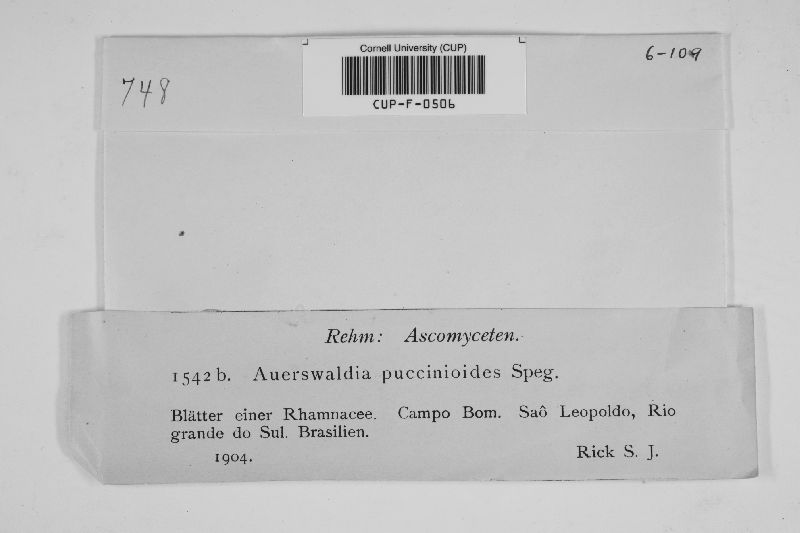 Cornell University (CUP)
CUP-F-0506
6-109
748
Rehm: Ascomyceten.
1542 b. Auerswaldia puccinioides Speg.
Blätter einer Rhamnacee. Campo Bom. Saô Leopoldo, Rio
grande do Sul. Brasilien.
1904. Rick S. J.